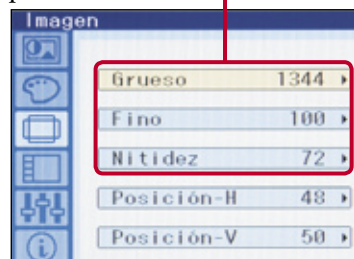 Imagen
Grueso 1344
Fino 100
Nitidez 72
Posición-H 48
Posición-V 50